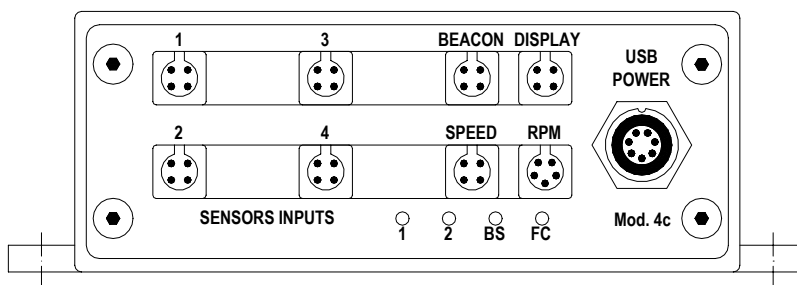 1 3 BEACON DISPLAY
USB
POWER
2 4 SPEED RPM
SENSORS INPUTS
1 2 BS FC
Mod. 4c